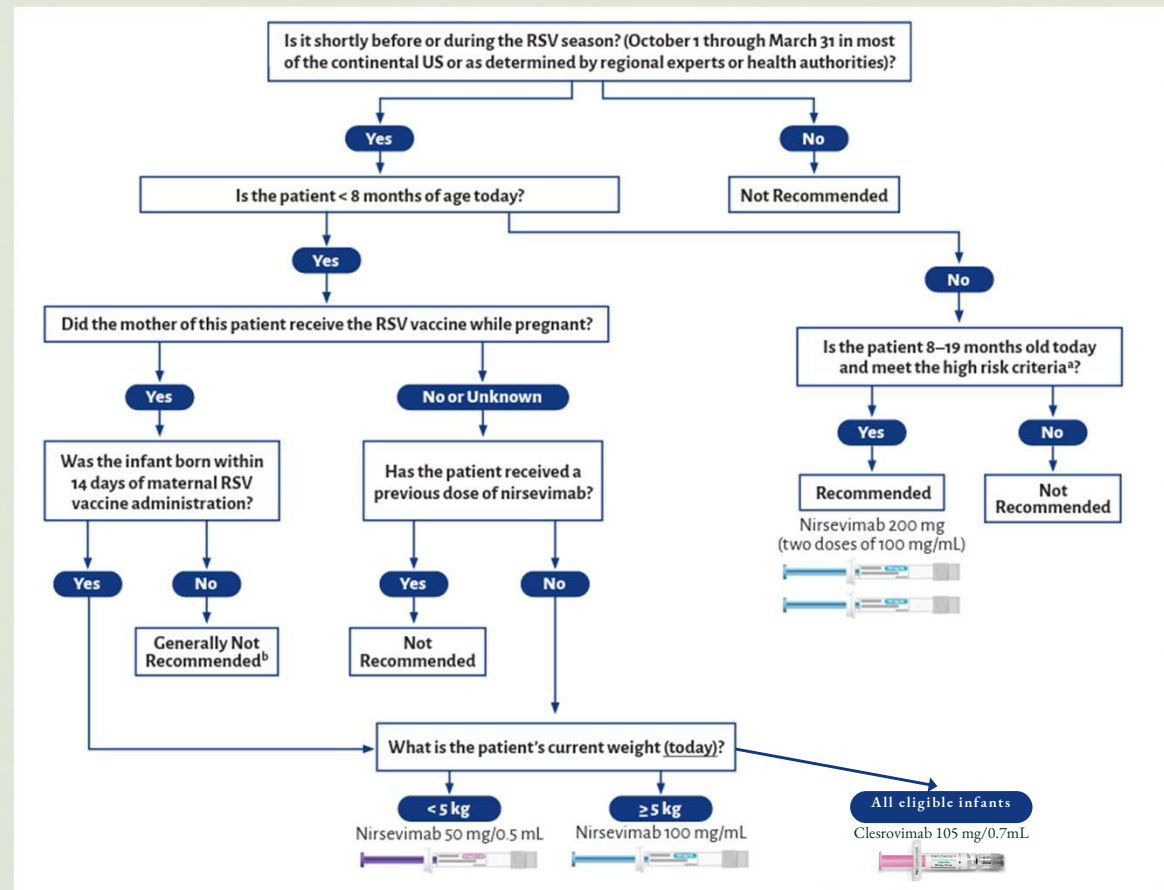 Is it shortly before or during the RSV season? (October 1 through March 31 in most
of the continental US or as determined by regional experts or health authorities)?
Yes
No
Is the patient < 8 months of age today?
Not Recommended
Yes
No
Did the mother of this patient receive the RSV vaccine while pregnant?
Is the patient 8–19 months old today
and meet the high risk criteriaᵃ?
Yes
No or Unknown
Yes
No
Was the infant born within
14 days of maternal RSV
vaccine administration?
Has the patient received a
previous dose of nirsevimab?
Recommended
Not
Recommended
Nirsevimab 200 mg
(two doses of 100 mg/mL)
Yes
No
Yes
No
Generally Not
Recommendedᵇ
Not
Recommended
What is the patient's current weight (today)?
< 5 kg
≥ 5 kg
All eligible infants
Nirsevimab 50 mg/0.5 mL
Nirsevimab 100 mg/mL
Clesrovimab 105 mg/0.7mL